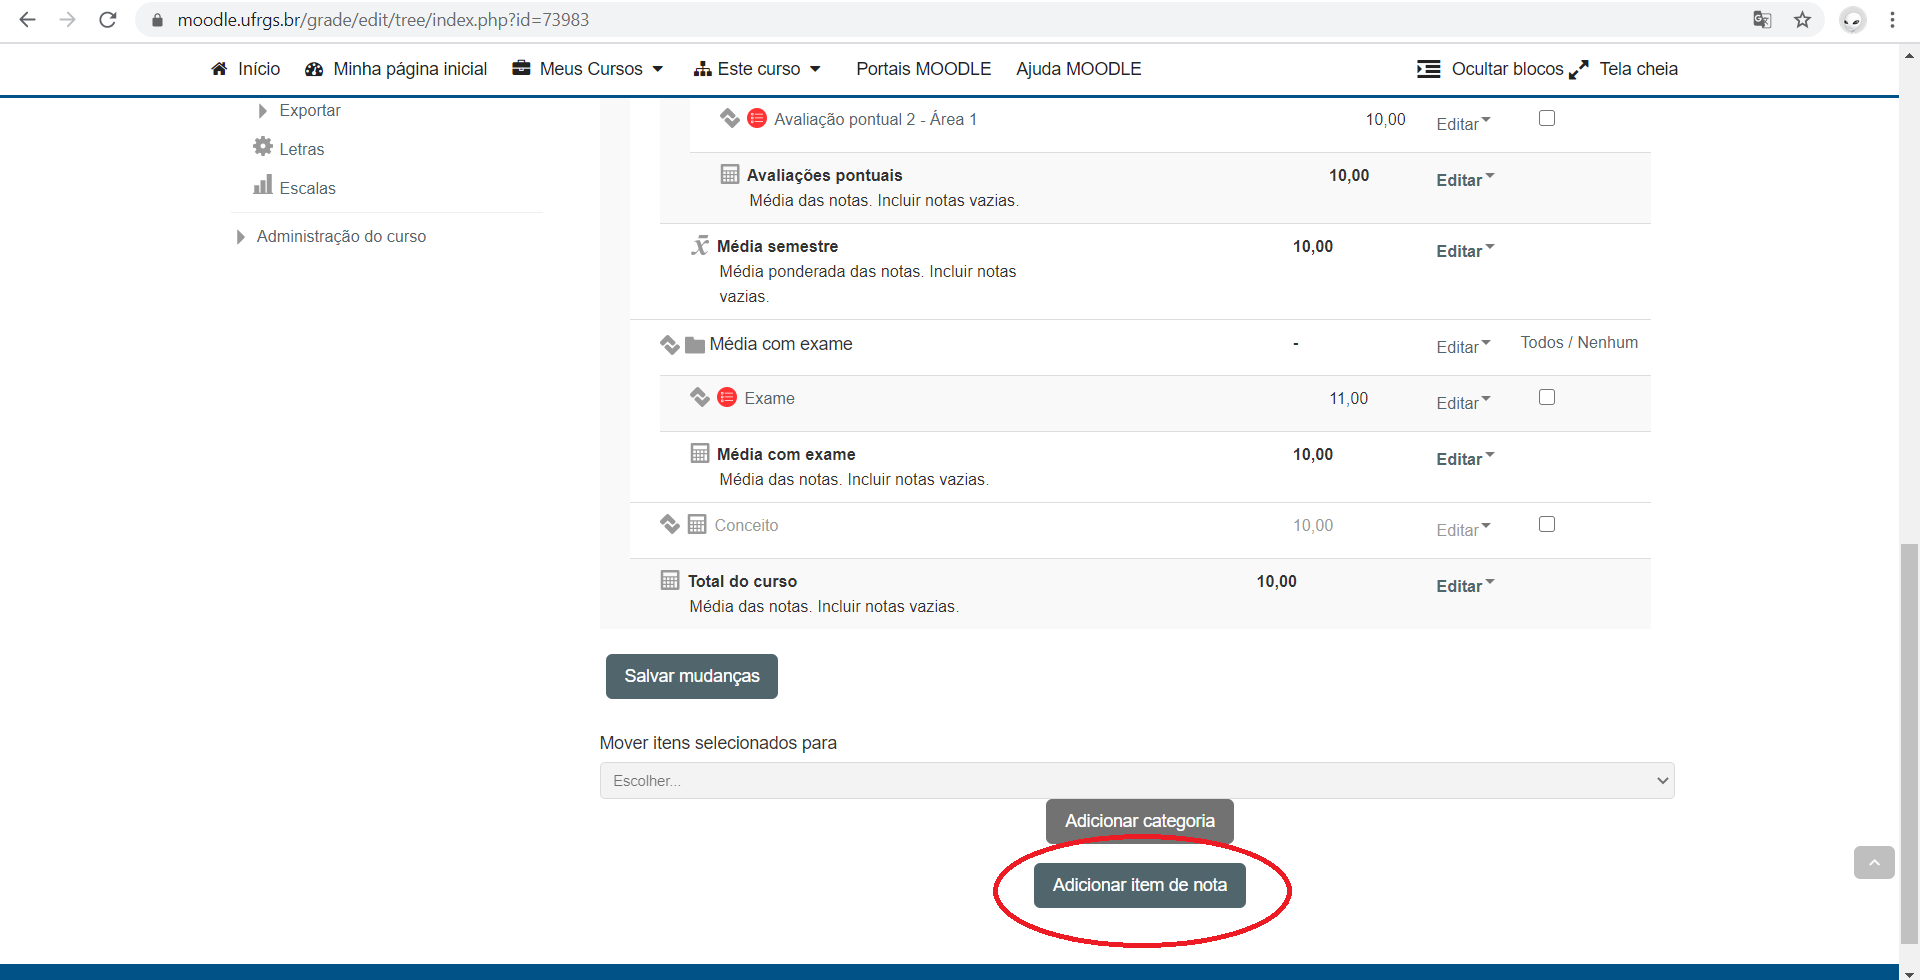 moodle.ufrgs.br/grade/edit/tree/index.php?id=73983
Início Minha página inicial Meus Cursos Este curso Portais MOODLE Ajuda MOODLE Ocultar blocos Tela cheia
Exportar
Letras
Escalas
Administração do curso
Avaliação pontual 2 - Área 1 10,00 Editar
Avaliações pontuais 10,00 Editar
Média das notas. Incluir notas vazias.
Média semestre 10,00 Editar
Média ponderada das notas. Incluir notas
vazias.
Média com exame - Editar Todos / Nenhum
Exame 11,00 Editar
Média com exame 10,00 Editar
Média das notas. Incluir notas vazias.
Conceito 10,00 Editar
Total do curso 10,00 Editar
Média das notas. Incluir notas vazias.
Salvar mudanças
Mover itens selecionados para
Escolher...
Adicionar categoria
Adicionar item de nota